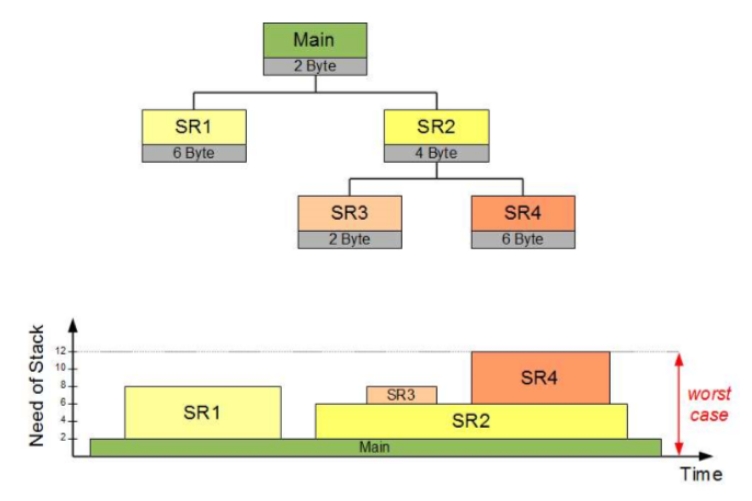 Main
2 Byte
SR1
SR2
6 Byte
4 Byte
SR3
SR4
2 Byte
6 Byte
Need of Stack
12
10
8
6
4
2
SR1
SR3
SR4
SR2
Main
worst
case
Time